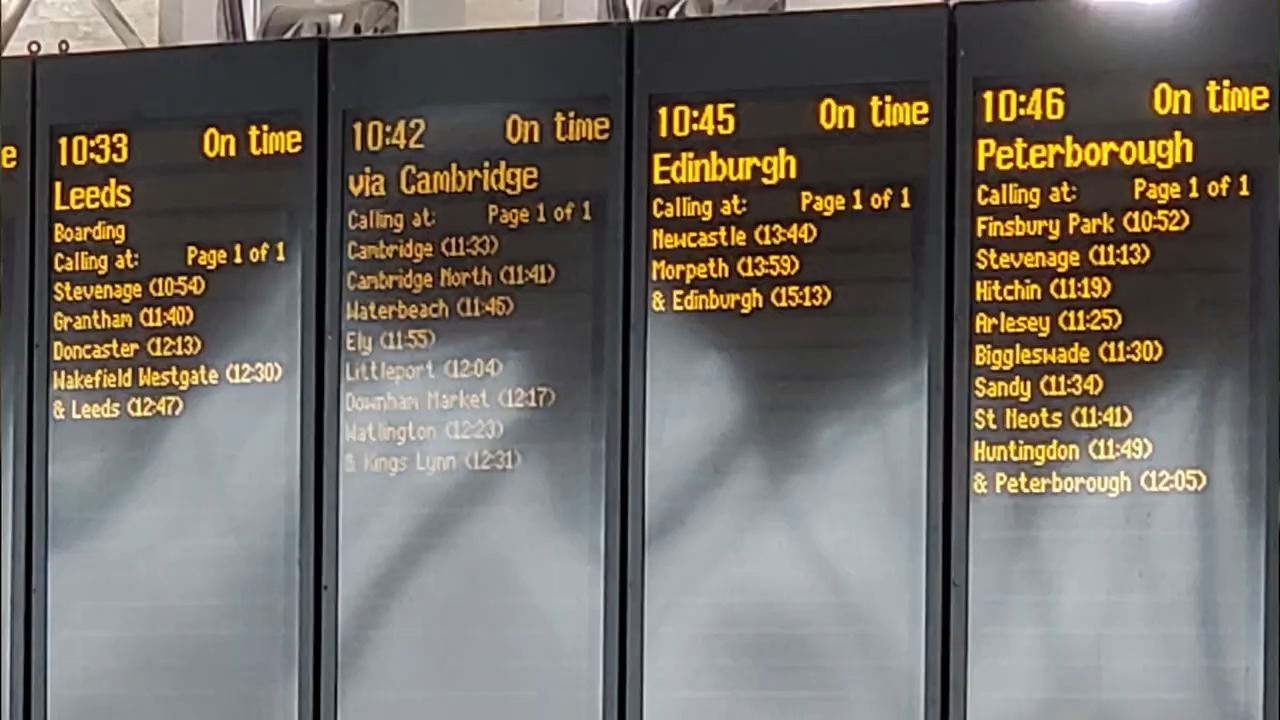 e
10:33 On time
Leeds
Boarding
Calling at: Page 1 of 1
Stevenage (10:54)
Grantham (11:40)
Doncaster (12:13)
Wakefield Westgate (12:30)
& Leeds (12:47)
10:42 On time
via Cambridge
Calling at: Page 1 of 1
Cambridge (11:33)
Cambridge North (11:41)
Waterbeach (11:46)
Ely (11:55)
Littleport (12:04)
Downham Market (12:17)
Watlington (12:23)
& Kings Lynn (12:31)
10:45 On time
Edinburgh
Calling at: Page 1 of 1
Newcastle (13:44)
Morpeth (13:59)
& Edinburgh (15:13)
10:46 On time
Peterborough
Calling at: Page 1 of 1
Finsbury Park (10:52)
Stevenage (11:13)
Hitchin (11:19)
Arlesey (11:25)
Biggleswade (11:30)
Sandy (11:34)
St Neots (11:41)
Huntingdon (11:49)
& Peterborough (12:05)